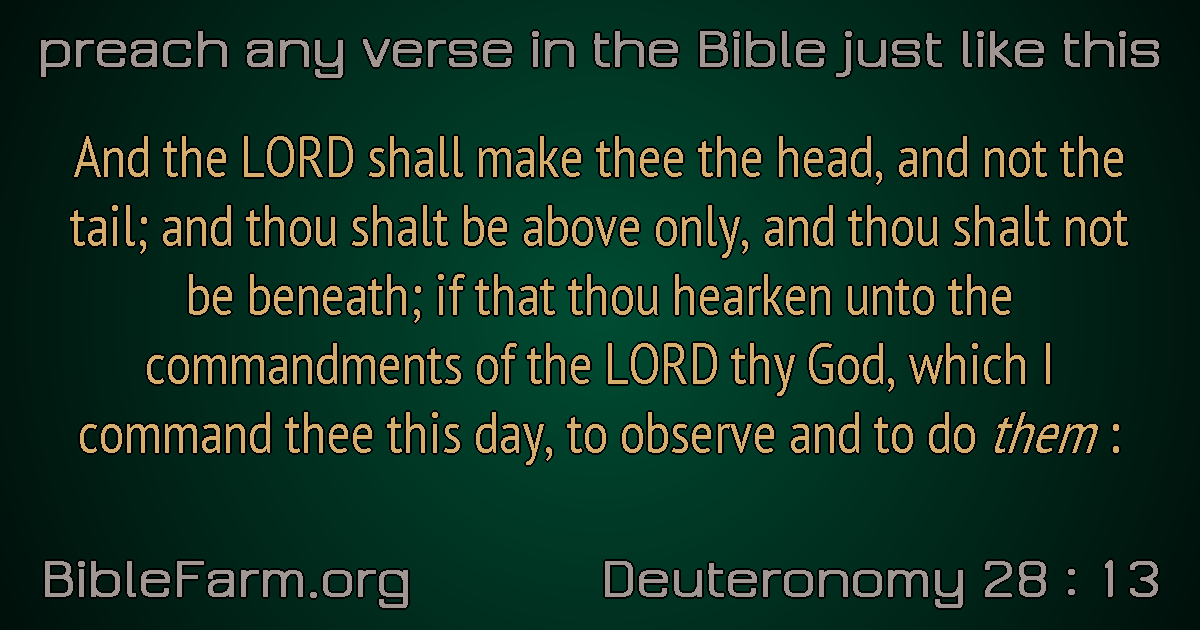 preach any verse in the Bible just like this
And the LORD shall make thee the head, and not the
tail; and thou shalt be above only, and thou shalt not
be beneath; if that thou hearken unto the
commandments of the LORD thy God, which I
command thee this day, to observe and to do them :
BibleFarm.org
Deuteronomy 28 : 13